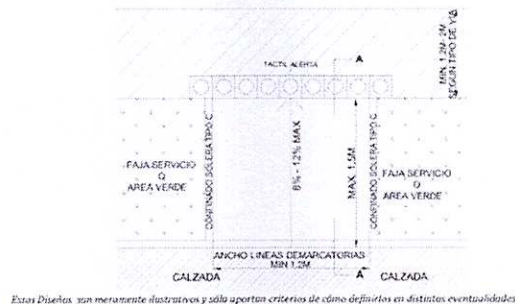 MIN 1.2M- 2M
SEGUN TIPO DE VIA
TACTIL ALERTA
A
CONFINADO SOLERA TIPO C
8% - 12% MAX
MAX 1.5M
CONFINADO SOLERA TIPO C
FAJA SERVICIO
O
AREA VERDE
FAJA SERVICIO
O
AREA VERDE
ANCHO LINEAS DEMARCATORIAS
MIN 1.2M
A
CALZADA
CALZADA
Estos Diseños son meramente ilustrativos y sólo aportan criterios de cómo definirlos en distintas eventualidades